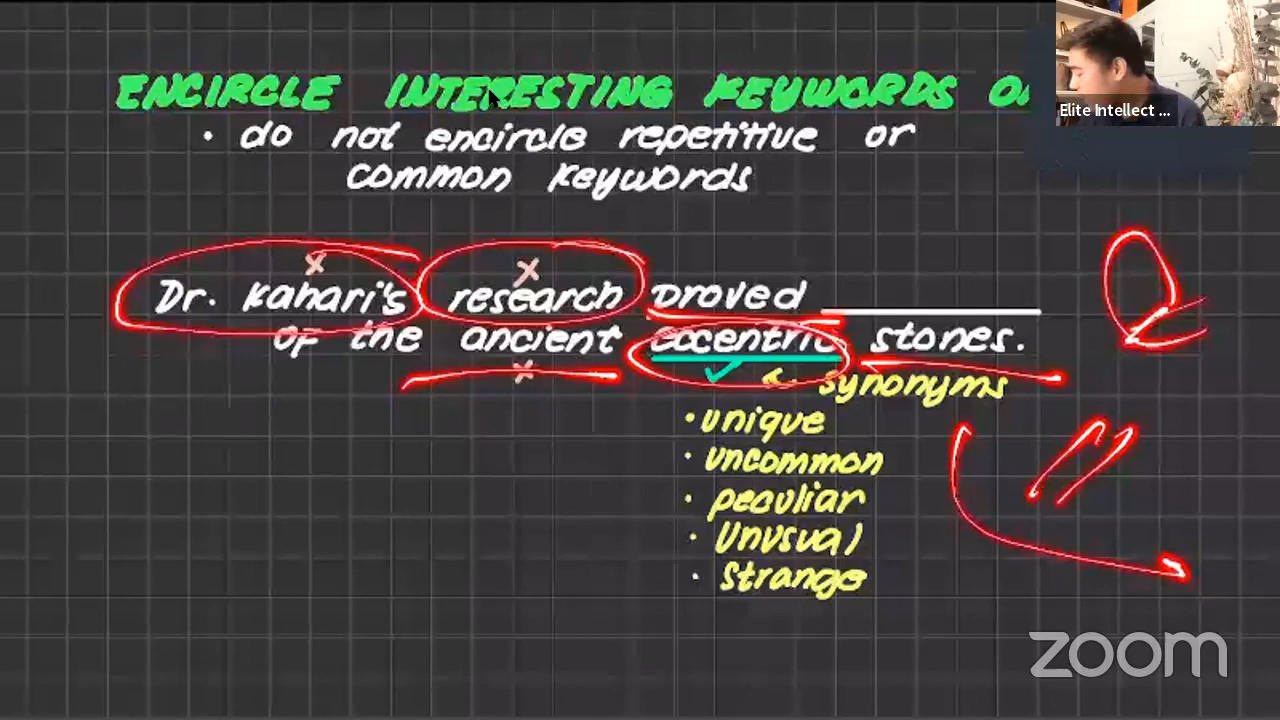 ENCIRCLE INTERESTING KEYWORDS
Elite Intellect ...
• do not encircle repetitive or
common keywords
x x
Dr. Kahari's research proved __________
of the ancient eccentric stones.
x ✓ synonyms
• unique
• uncommon
• peculiar
• Unusual
• strange
zoom